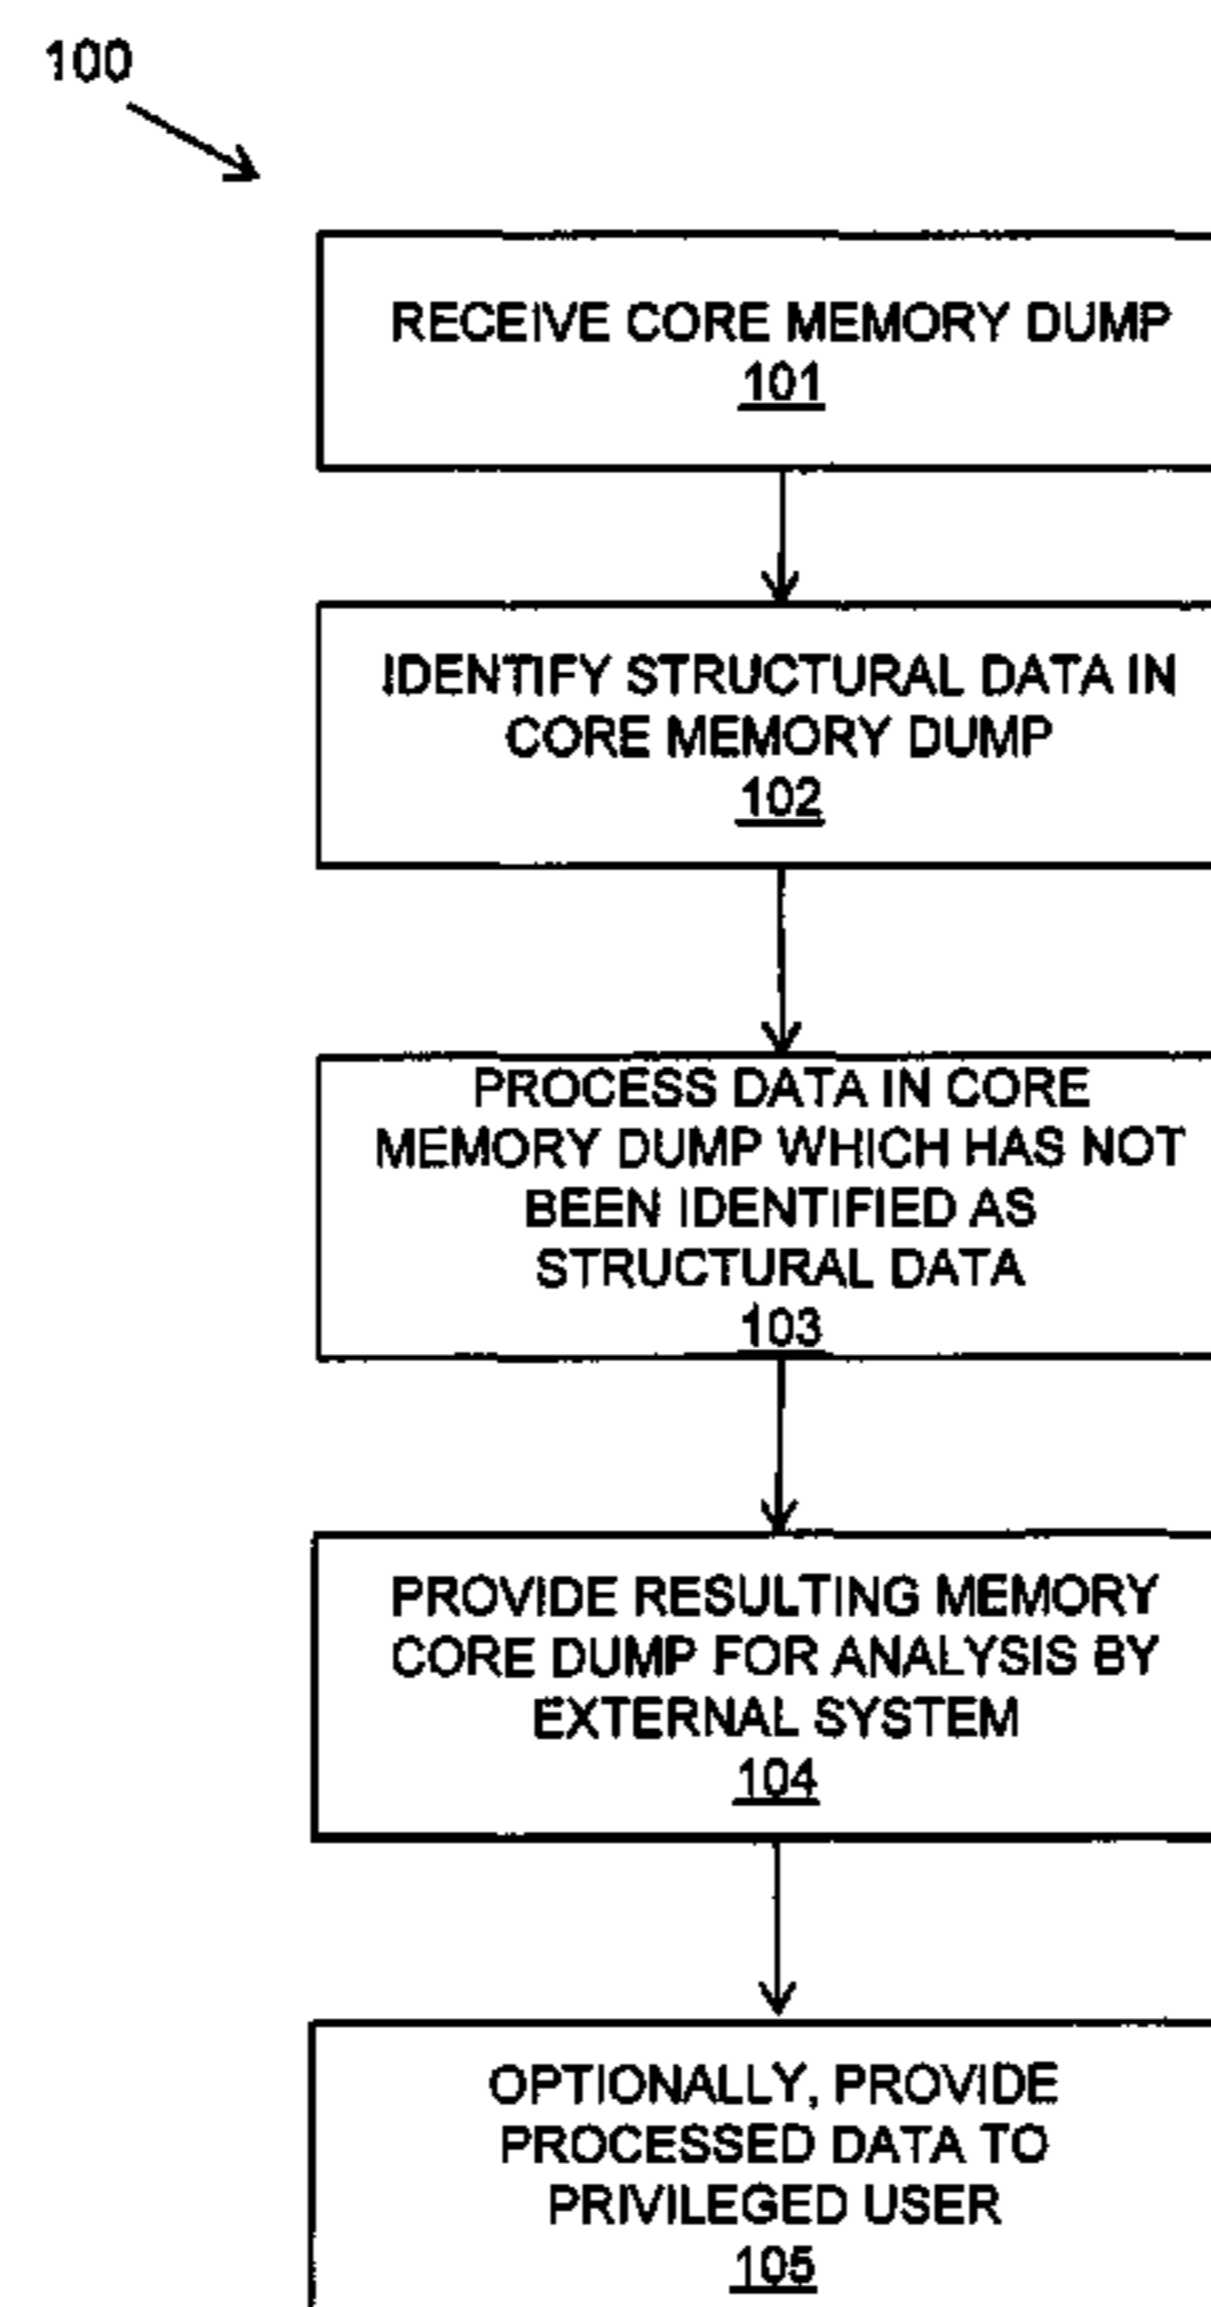 100
RECEIVE CORE MEMORY DUMP
101
IDENTIFY STRUCTURAL DATA IN
CORE MEMORY DUMP
102
PROCESS DATA IN CORE
MEMORY DUMP WHICH HAS NOT
BEEN IDENTIFIED AS
STRUCTURAL DATA
103
PROVIDE RESULTING MEMORY
CORE DUMP FOR ANALYSIS BY
EXTERNAL SYSTEM
104
OPTIONALLY, PROVIDE
PROCESSED DATA TO
PRIVILEGED USER
105